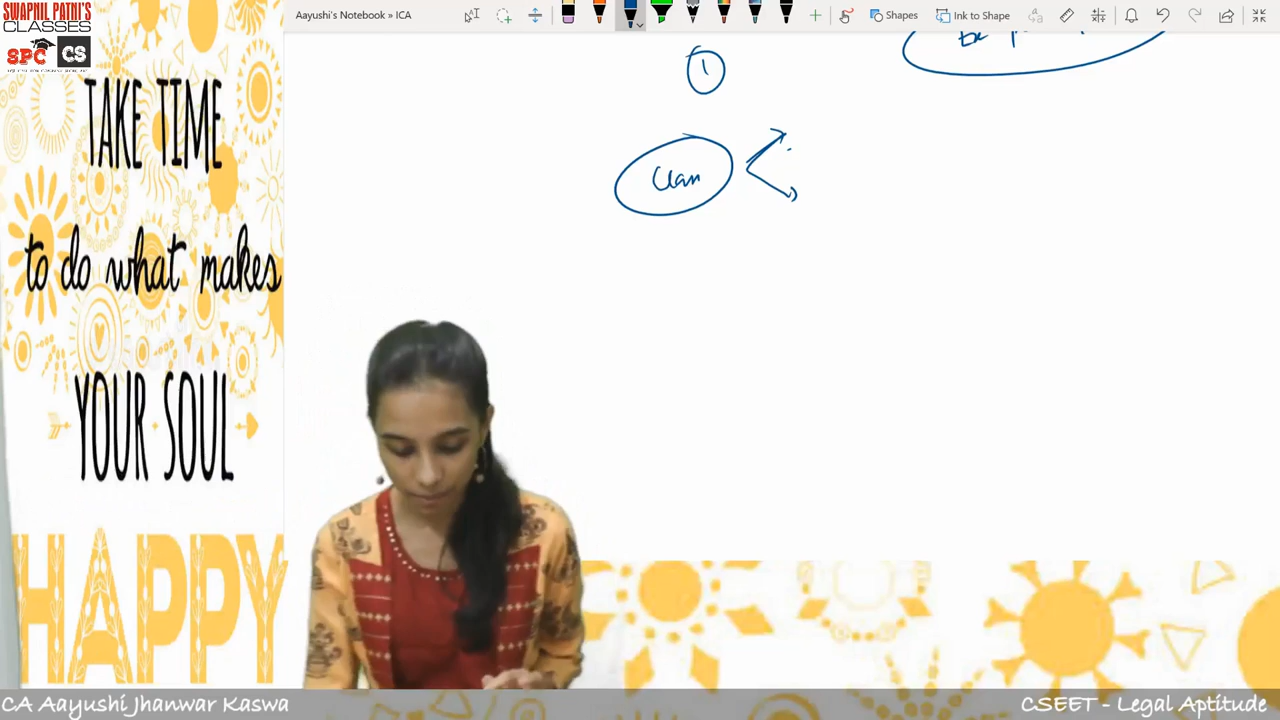 SWAPNIL PATNI'S
CLASSES
SPC CS
Aayushi's Notebook » ICA
Shapes
Ink to Shape
1
TAKE TIME
to do what makes
YOUR SOUL
HAPPY
CA Aayushi Jhanwar Kaswa
CSEET - Legal Aptitude